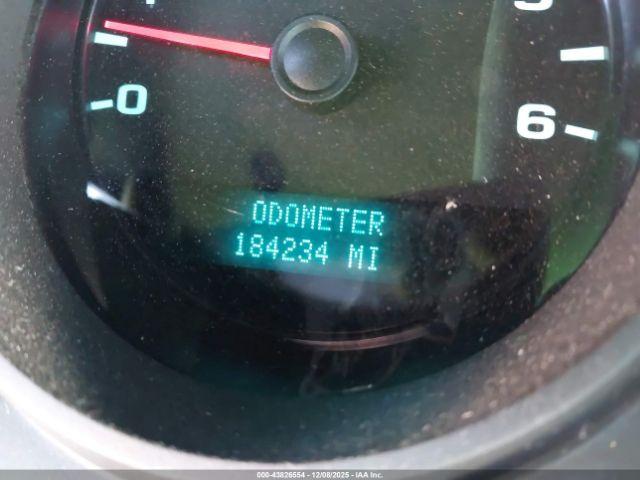 0
6
ODOMETER
184234 MI
000-43826554 - 12/08/2025 - IAA Inc.